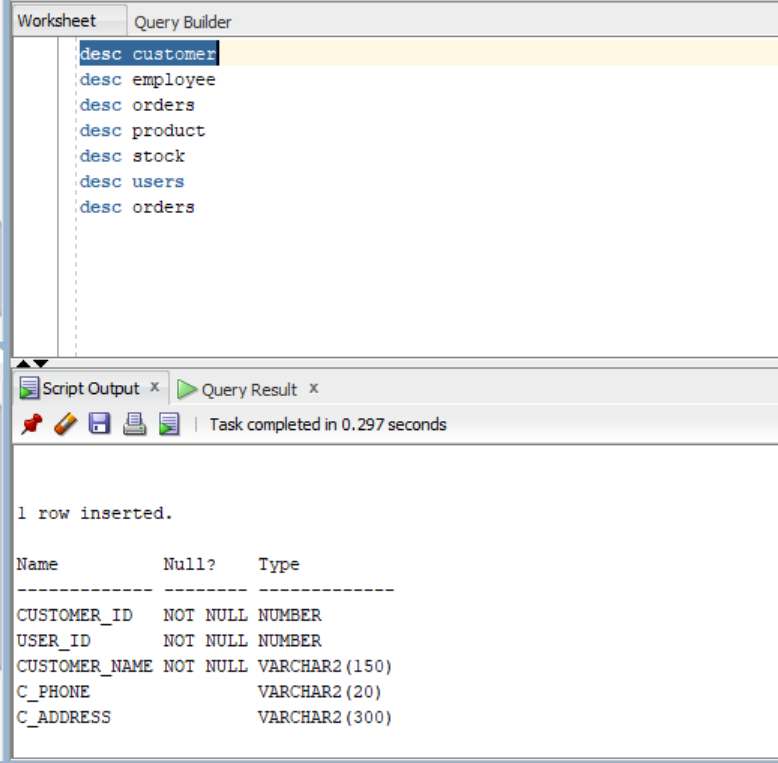 Worksheet Query Builder
desc customer
desc employee
desc orders
desc product
desc stock
desc users
desc orders
Script Output x Query Result x
Task completed in 0.297 seconds
1 row inserted.
Name Null? Type
------------- -------- -------------
CUSTOMER_ID NOT NULL NUMBER
USER_ID NOT NULL NUMBER
CUSTOMER_NAME NOT NULL VARCHAR2(150)
C_PHONE VARCHAR2(20)
C_ADDRESS VARCHAR2(300)